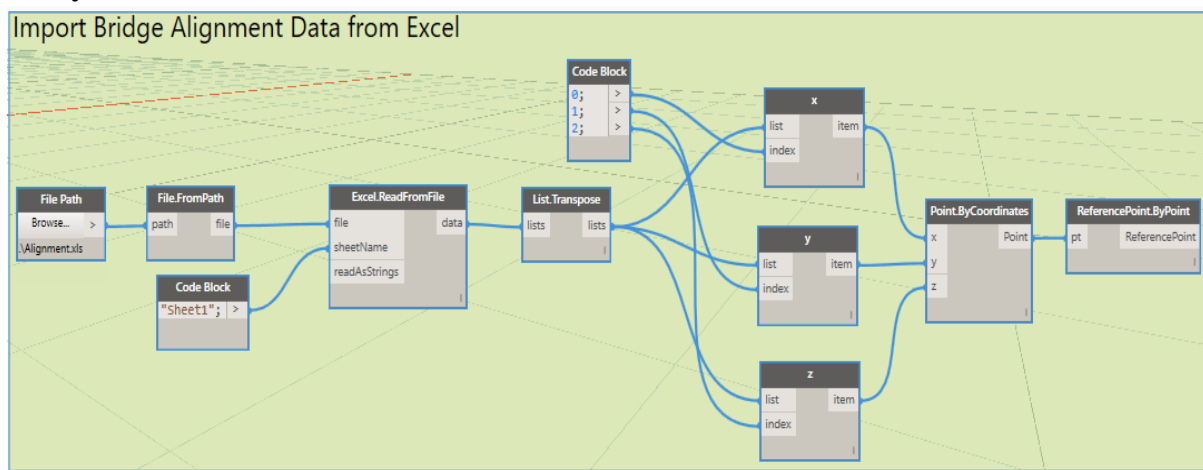 Import Bridge Alignment Data from Excel
Code Block
0; >
1; >
2; >
x
list item
index
File Path
Browse... >
.\Alignment.xls
File.FromPath
path file
Excel.ReadFromFile
file data
sheetName
readAsStrings
List.Transpose
lists lists
Code Block
"Sheet1"; >
y
list item
index
Point.ByCoordinates
x Point
y
z
ReferencePoint.ByPoint
pt ReferencePoint
z
list item
index